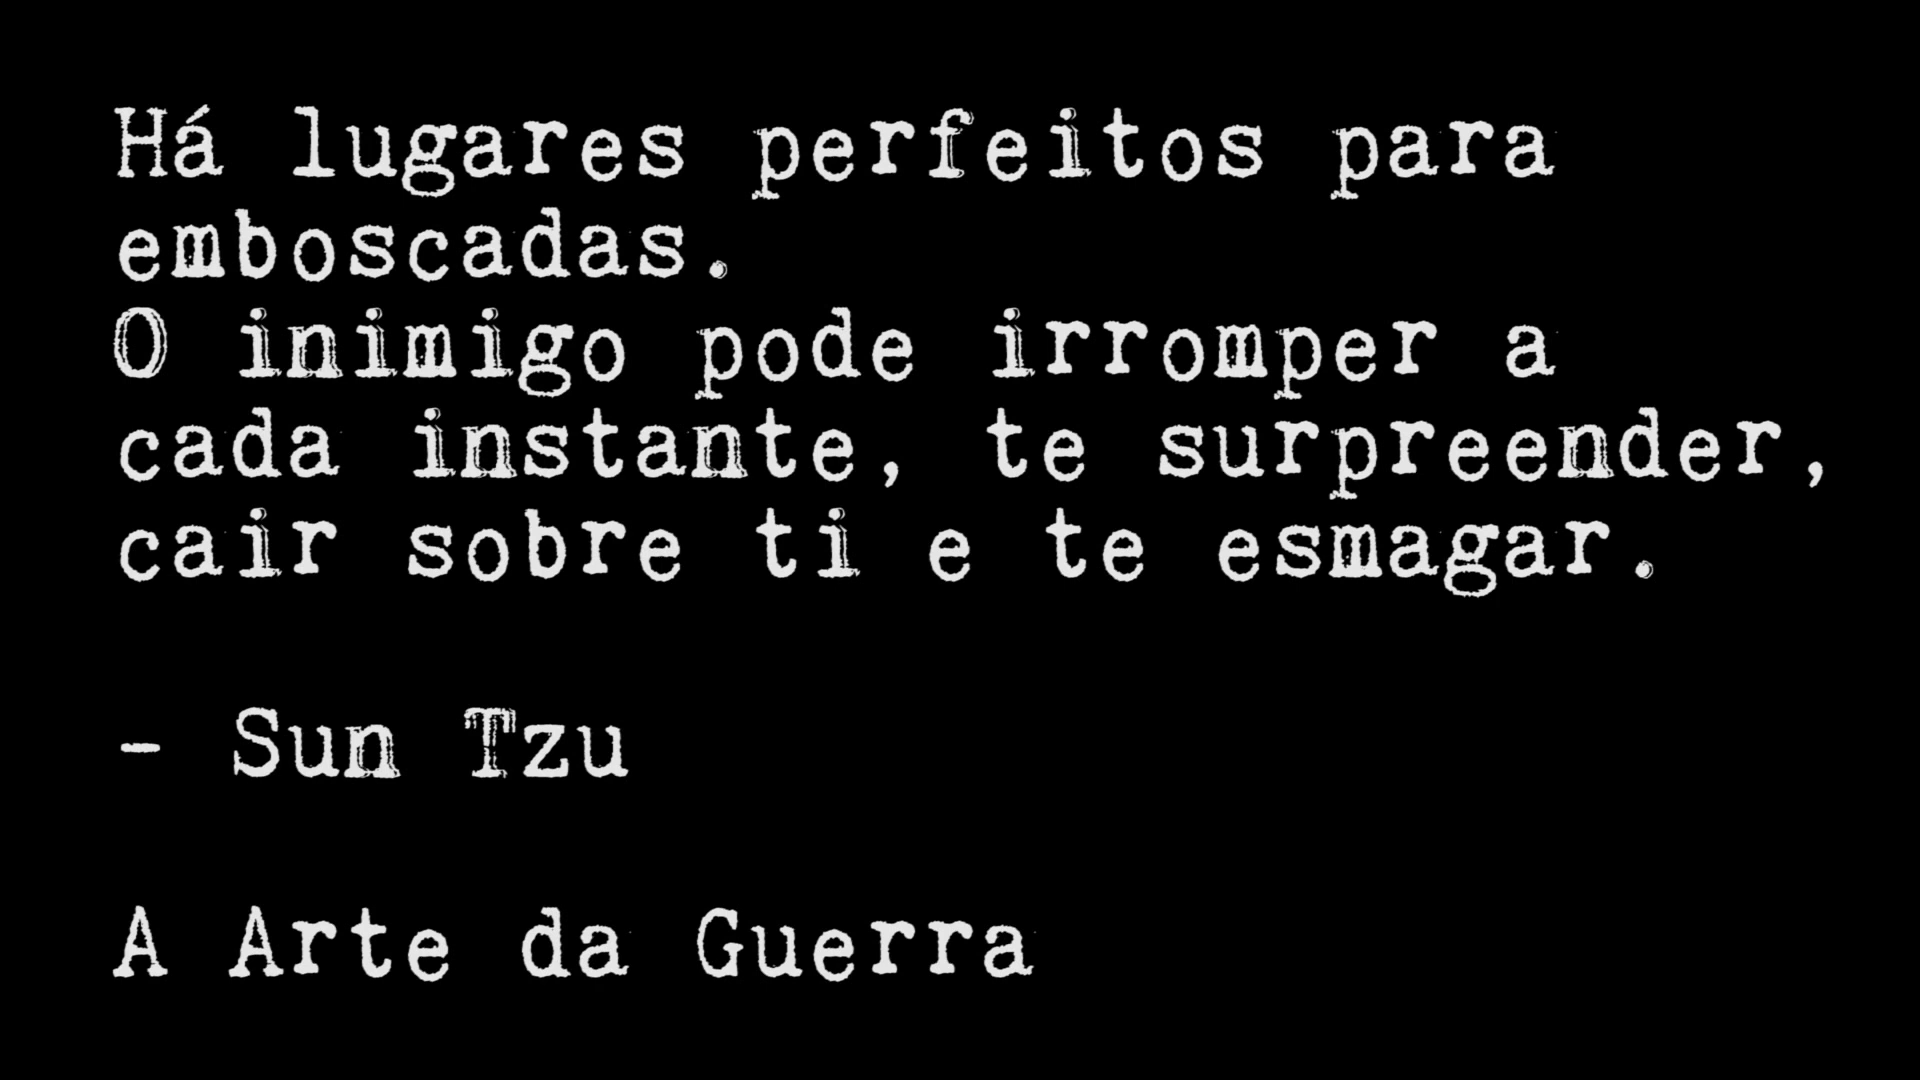 Há lugares perfeitos para
emboscadas.
O inimigo pode irromper a
cada instante, te surpreender,
cair sobre ti e te esmagar.
- Sun Tzu
A Arte da Guerra